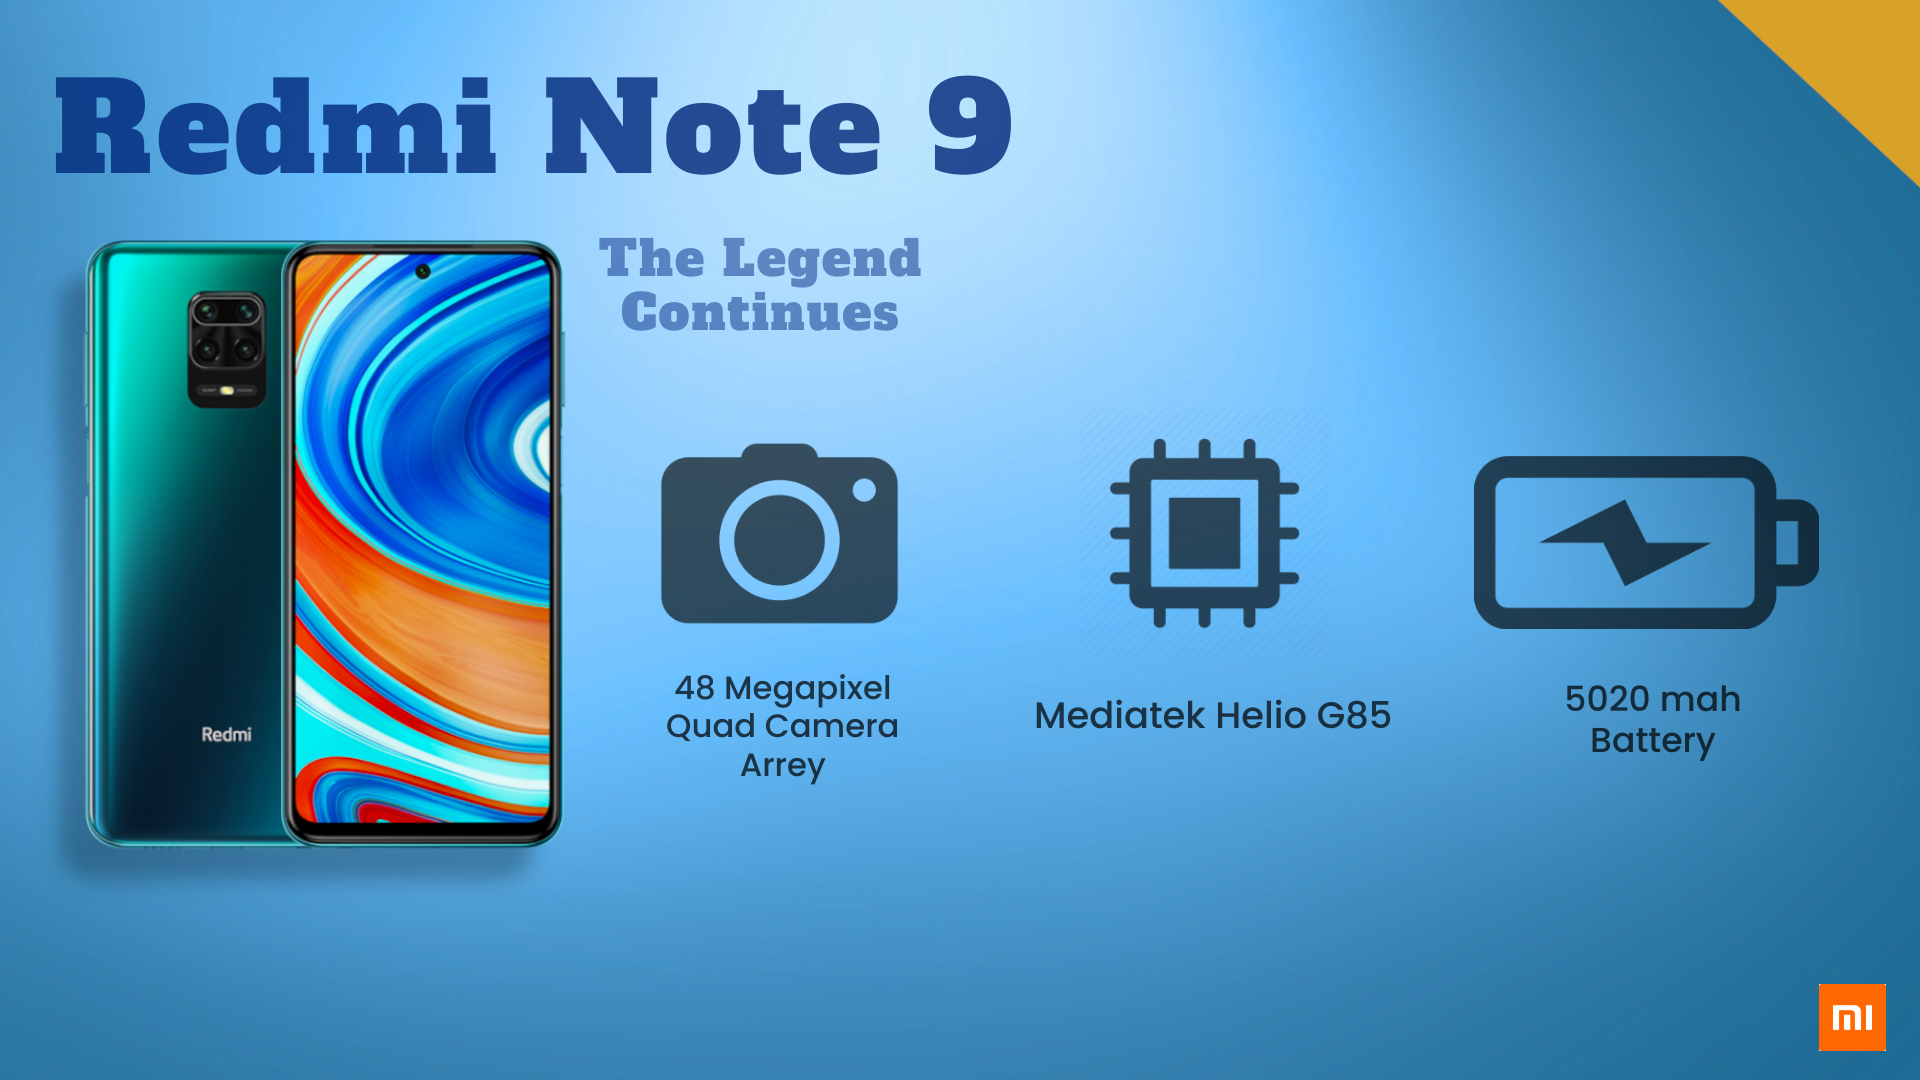 Redmi Note 9
The Legend
Continues
Redmi
48 Megapixel
Quad Camera
Arrey
Mediatek Helio G85
5020 mah
Battery
mi